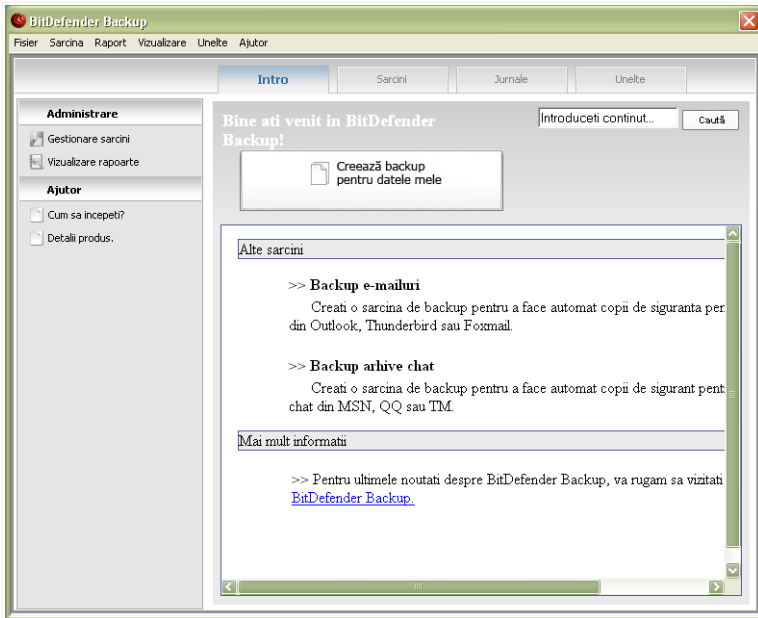 BitDefender Backup
Fisier Sarcina Raport Vizualizare Unelte Ajutor
Intro Sarcini Jurnale Unelte
Administrare
Gestionare sarcini
Vizualizare rapoarte
Ajutor
Cum sa incepeti?
Detalii produs.
Bine ati venit in BitDefender
Backup!
Introduceti continut...
Caută
Creează backup
pentru datele mele
Alte sarcini
>> Backup e-mailuri
Creati o sarcina de backup pentru a face automat copii de siguranta per
din Outlook, Thunderbird sau Foxmail.
>> Backup arhive chat
Creati o sarcina de backup pentru a face automat copii de sigurant pent
chat din MSN, QQ sau TM.
Mai mult informatii
>> Pentru ultimele noutati despre BitDefender Backup, va rugam sa vizitati
BitDefender Backup.